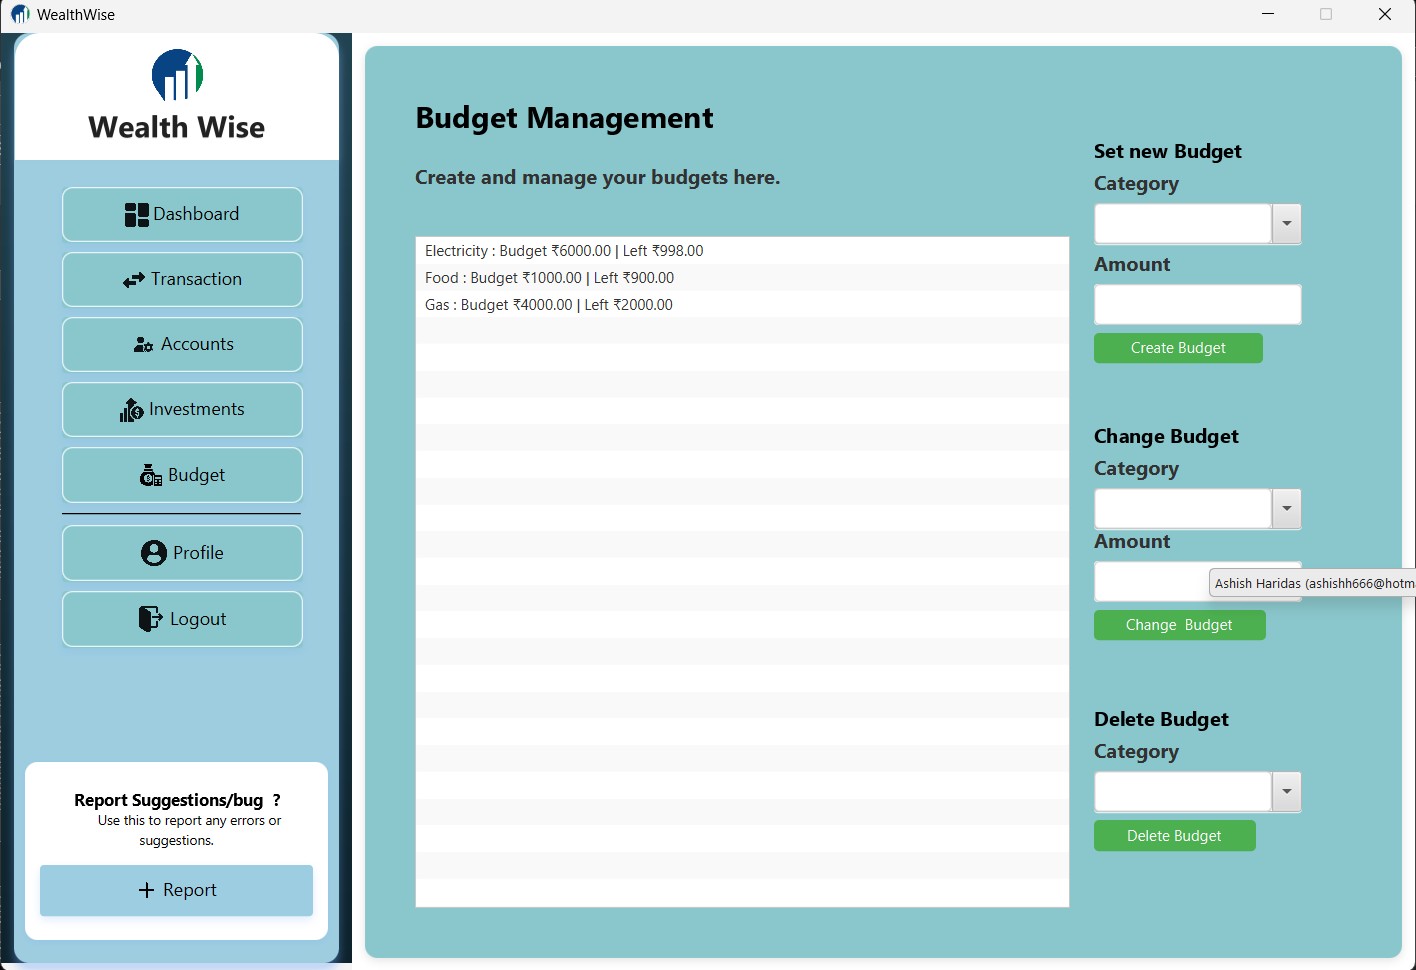 WealthWise
Wealth Wise
Dashboard
Transaction
Accounts
Investments
Budget
Profile
Logout
Report Suggestions/bug ?
Use this to report any errors or
suggestions.
+ Report
Budget Management
Create and manage your budgets here.
Electricity : Budget ₹6000.00 | Left ₹998.00
Food : Budget ₹1000.00 | Left ₹900.00
Gas : Budget ₹4000.00 | Left ₹2000.00
Set new Budget
Category
Amount
Create Budget
Change Budget
Category
Amount
Ashish Haridas (ashishh666@hotm
Change Budget
Delete Budget
Category
Delete Budget